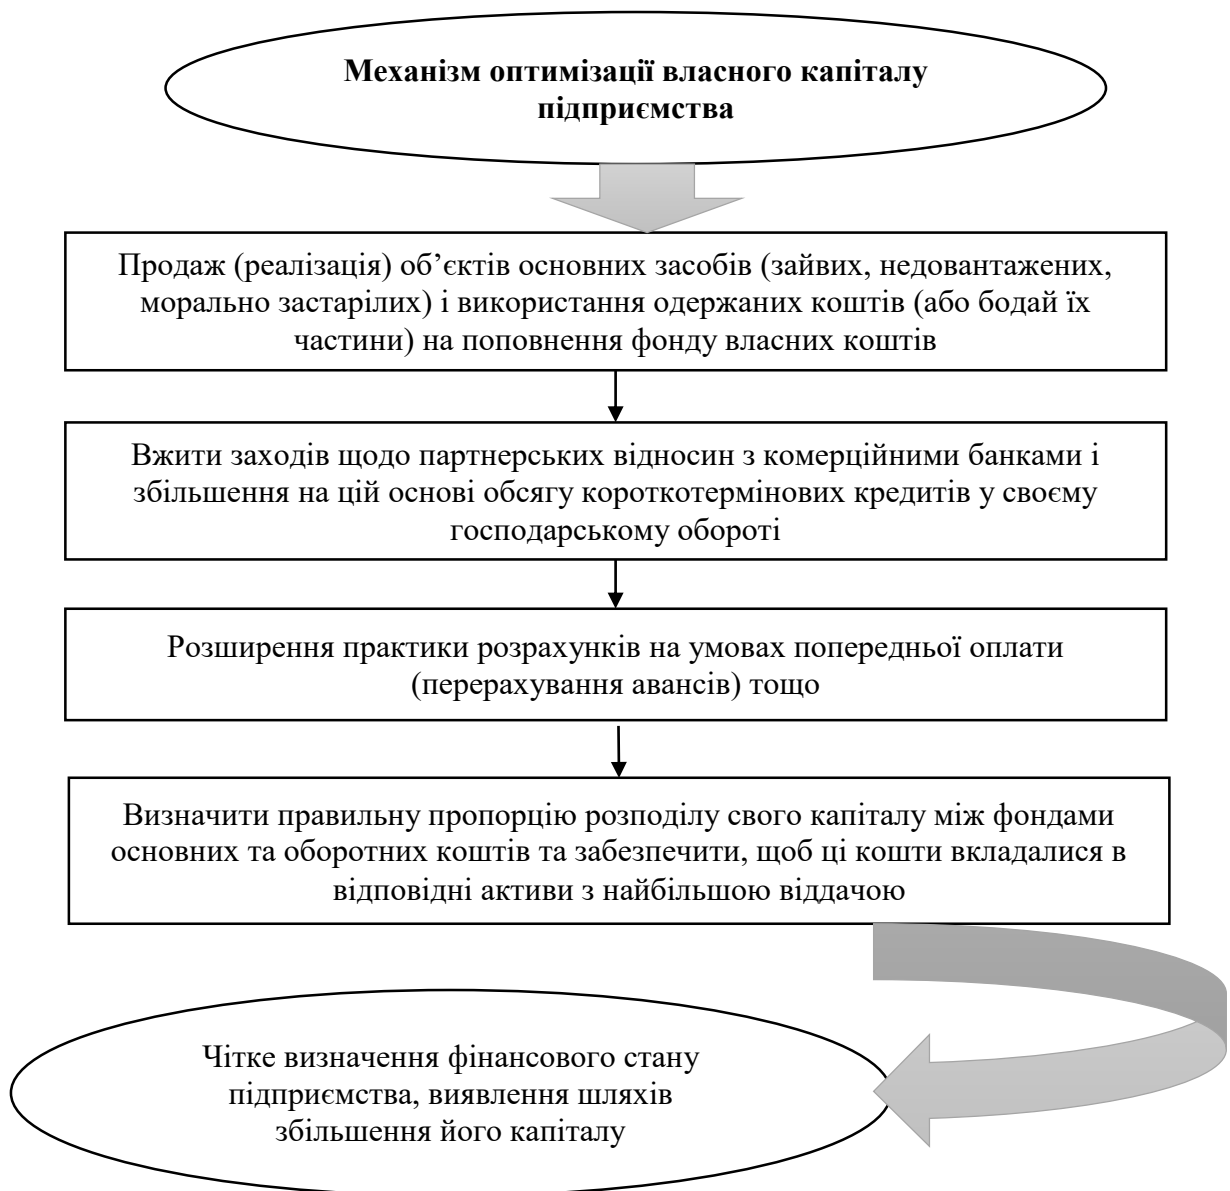 Механізм оптимізації власного капіталу
підприємства
Продаж (реалізація) об’єктів основних засобів (зайвих, недовантажених,
морально застарілих) і використання одержаних коштів (або бодай їх
частини) на поповнення фонду власних коштів
Вжити заходів щодо партнерських відносин з комерційними банками і
збільшення на цій основі обсягу короткотермінових кредитів у своєму
господарському обороті
Розширення практики розрахунків на умовах попередньої оплати
(перерахування авансів) тощо
Визначити правильну пропорцію розподілу свого капіталу між фондами
основних та оборотних коштів та забезпечити, щоб ці кошти вкладалися в
відповідні активи з найбільшою віддачою
Чітке визначення фінансового стану
підприємства, виявлення шляхів
збільшення його капіталу